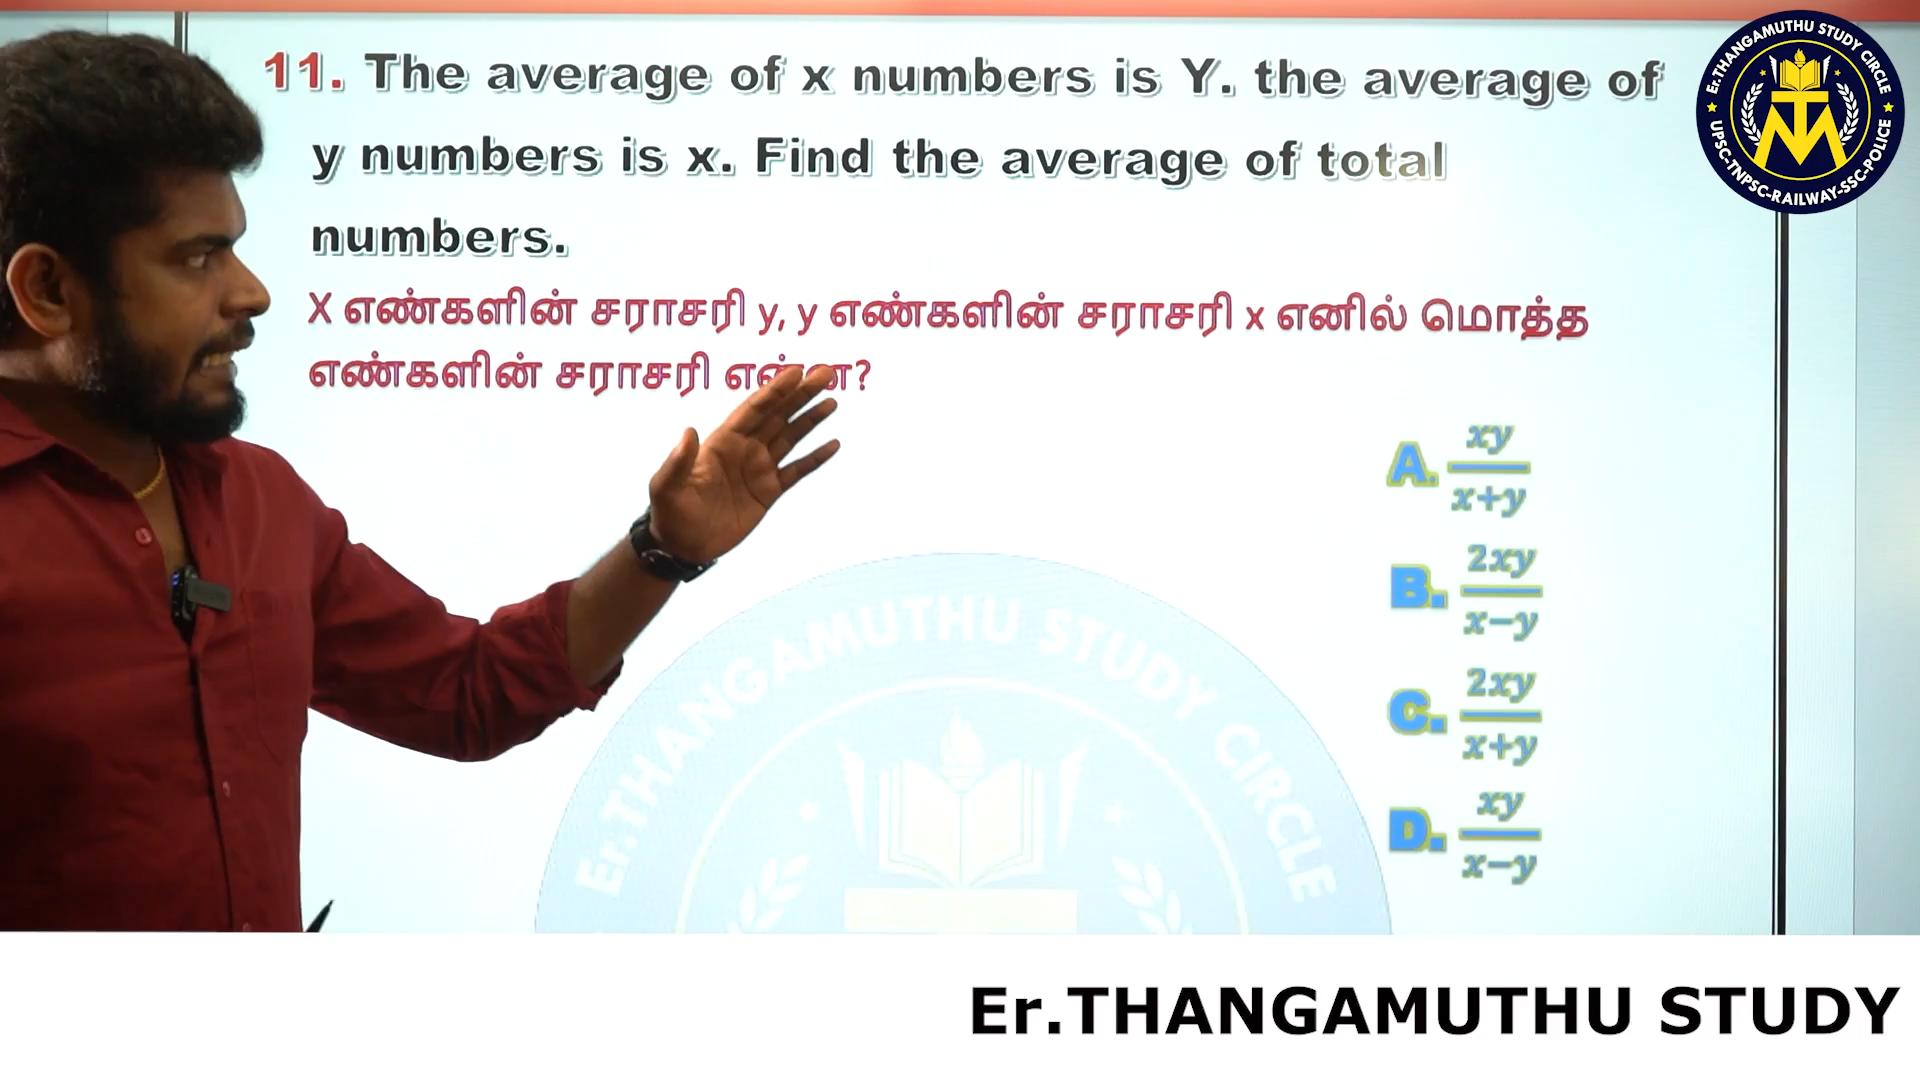 11. The average of x numbers is Y. the average of
y numbers is x. Find the average of total
numbers.
X எண்களின் சராசரி y, y எண்களின் சராசரி x எனில் மொத்த
எண்களின் சராசரி என்ன?
A. xy/x+y
B. 2xy/x−y
C. 2xy/x+y
D. xy/x−y
Er.THANGAMUTHU STUDY CIRCLE
UPSC-TNPSC-RAILWAY-SSC-POLICE
TM
Er.THANGAMUTHU STUDY CIRCLE
Er.THANGAMUTHU STUDY